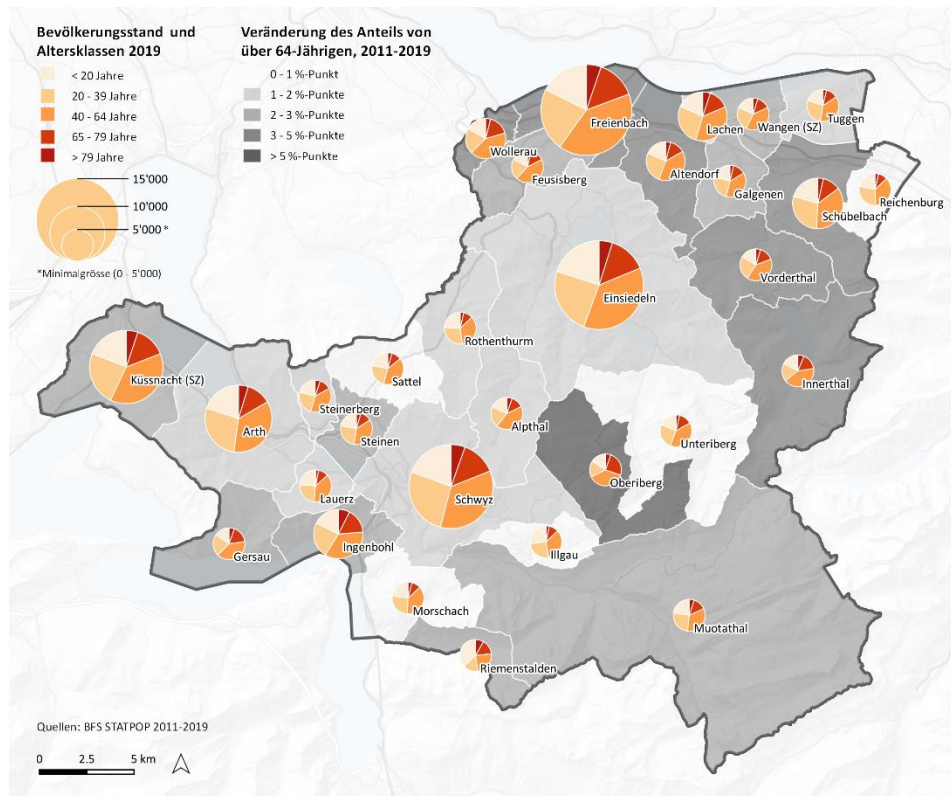 Bevölkerungsstand und
Altersklassen 2019
< 20 Jahre
20 - 39 Jahre
40 - 64 Jahre
65 - 79 Jahre
> 79 Jahre
15'000
10'000
5'000 *
*Minimalgrösse (0 - 5'000)
Veränderung des Anteils von
über 64-Jährigen, 2011-2019
0 - 1 %-Punkt
1 - 2 %-Punkte
2 - 3 %-Punkte
3 - 5 %-Punkte
> 5 %-Punkte
Freienbach
Wollerau
Feusisberg
Lachen
Wangen (SZ)
Tuggen
Altendorf
Galgenen
Schübelbach
Reichenburg
Vorderthal
Einsiedeln
Innerthal
Rothenthurm
Küssnacht (SZ)
Sattel
Steinerberg
Arth
Steinen
Alpthal
Unteriberg
Oberiberg
Schwyz
Lauerz
Ingenbohl
Gersau
Illgau
Morschach
Muotathal
Riemenstalden
Quellen: BFS STATPOP 2011-2019
0 2.5 5 km